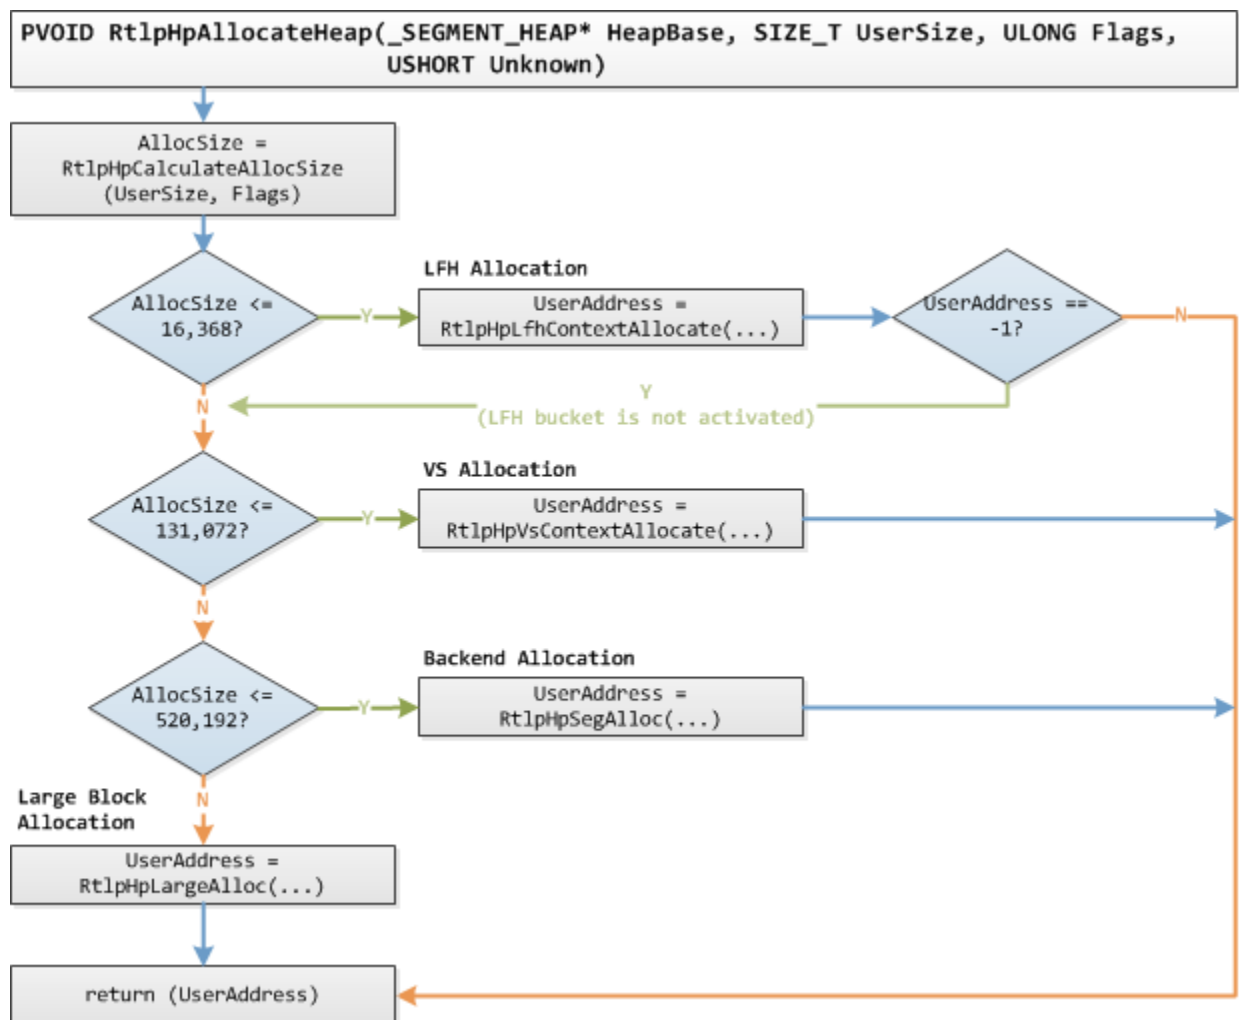 PVOID RtlpHpAllocateHeap(_SEGMENT_HEAP* HeapBase, SIZE_T UserSize, ULONG Flags,
USHORT Unknown)
AllocSize =
RtlpHpCalculateAllocSize
(UserSize, Flags)
AllocSize <=
16,368?
Y
LFH Allocation
UserAddress =
RtlpHpLfhContextAllocate(...)
UserAddress ==
-1?
N
N
Y
(LFH bucket is not activated)
AllocSize <=
131,072?
Y
VS Allocation
UserAddress =
RtlpHpVsContextAllocate(...)
N
AllocSize <=
520,192?
Y
Backend Allocation
UserAddress =
RtlpHpSegAlloc(...)
N
Large Block
Allocation
UserAddress =
RtlpHpLargeAlloc(...)
return (UserAddress)